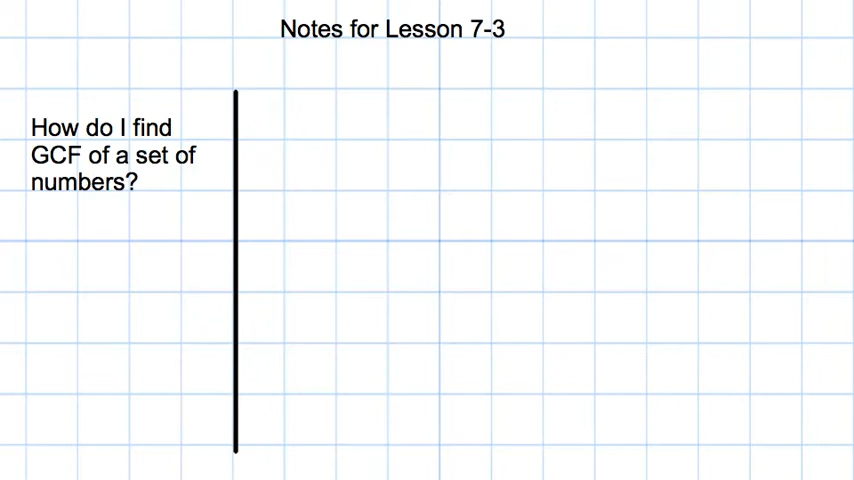 Notes for Lesson 7-3
How do I find
GCF of a set of
numbers?